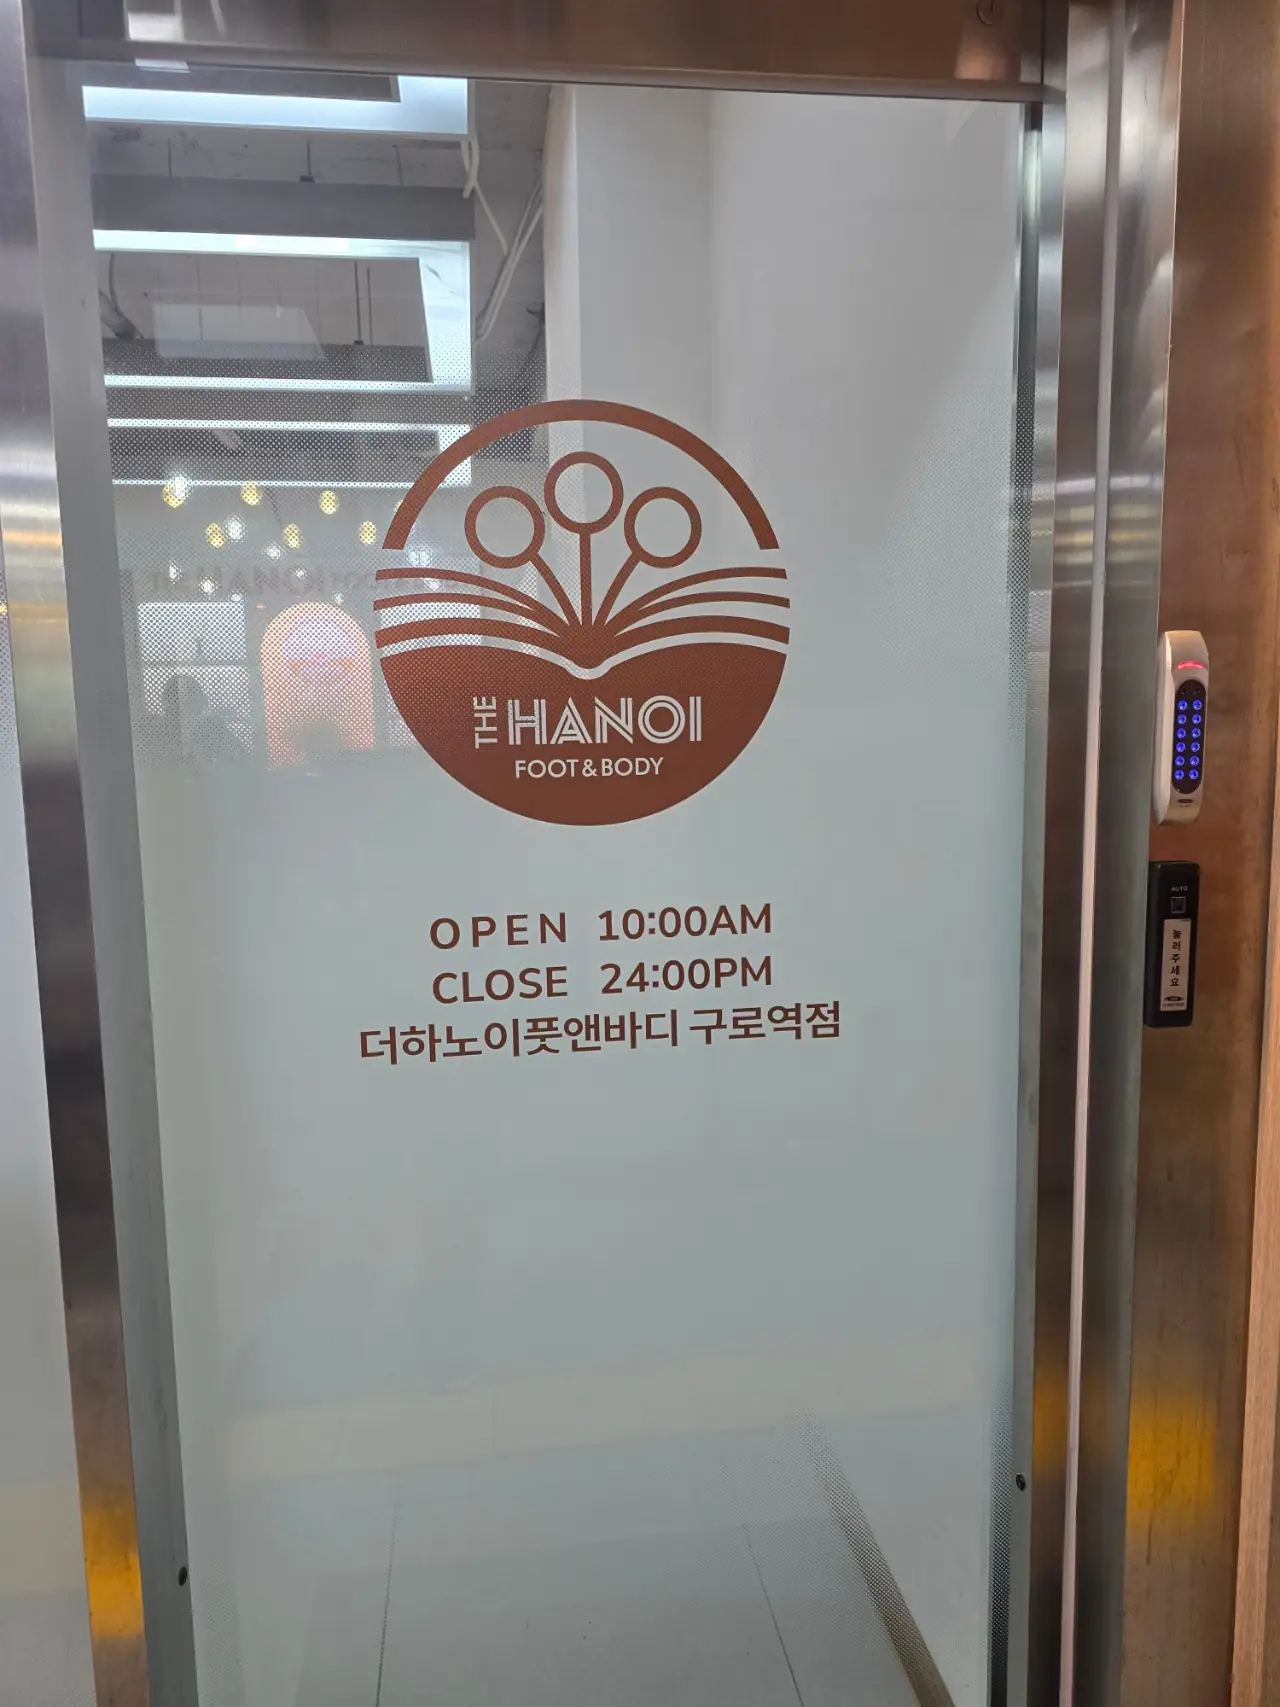 THE HANOI
FOOT & BODY
OPEN 10:00AM
CLOSE 24:00PM
더하노이풋앤바디 구로역점
AUTO
눌러주세요